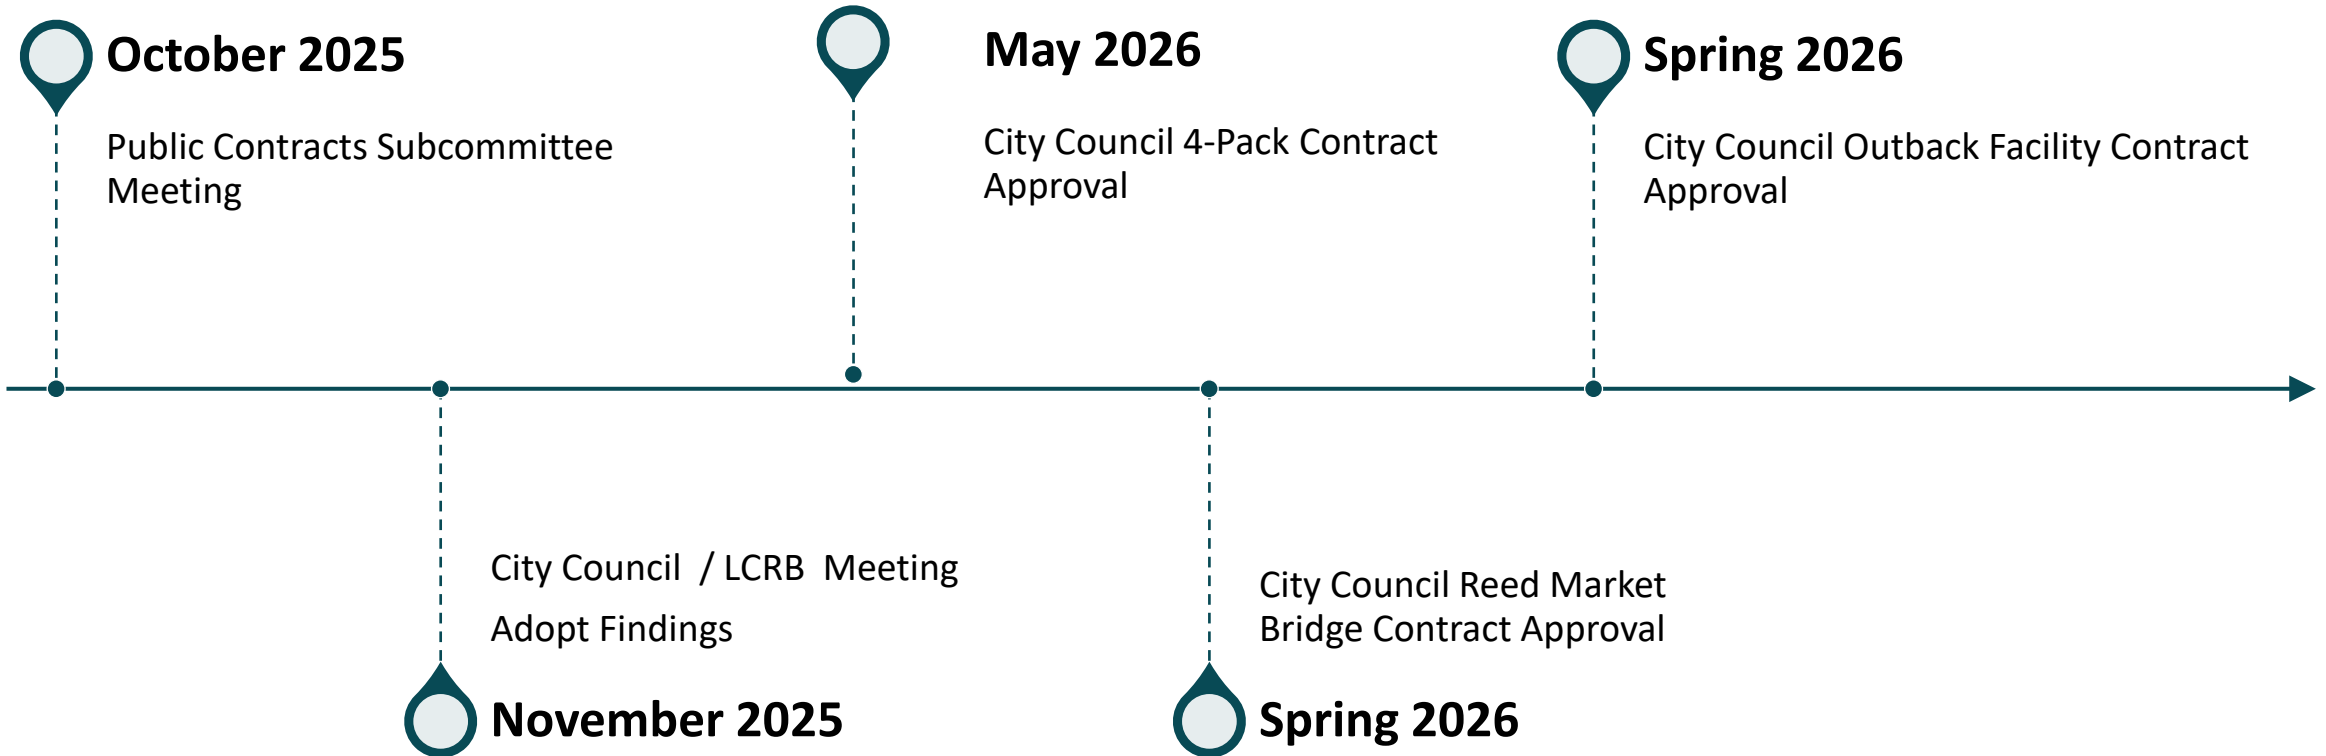 October 2025
Public Contracts Subcommittee
Meeting
City Council / LCRB Meeting
Adopt Findings
November 2025
May 2026
City Council 4-Pack Contract
Approval
City Council Reed Market
Bridge Contract Approval
Spring 2026
Spring 2026
City Council Outback Facility Contract
Approval